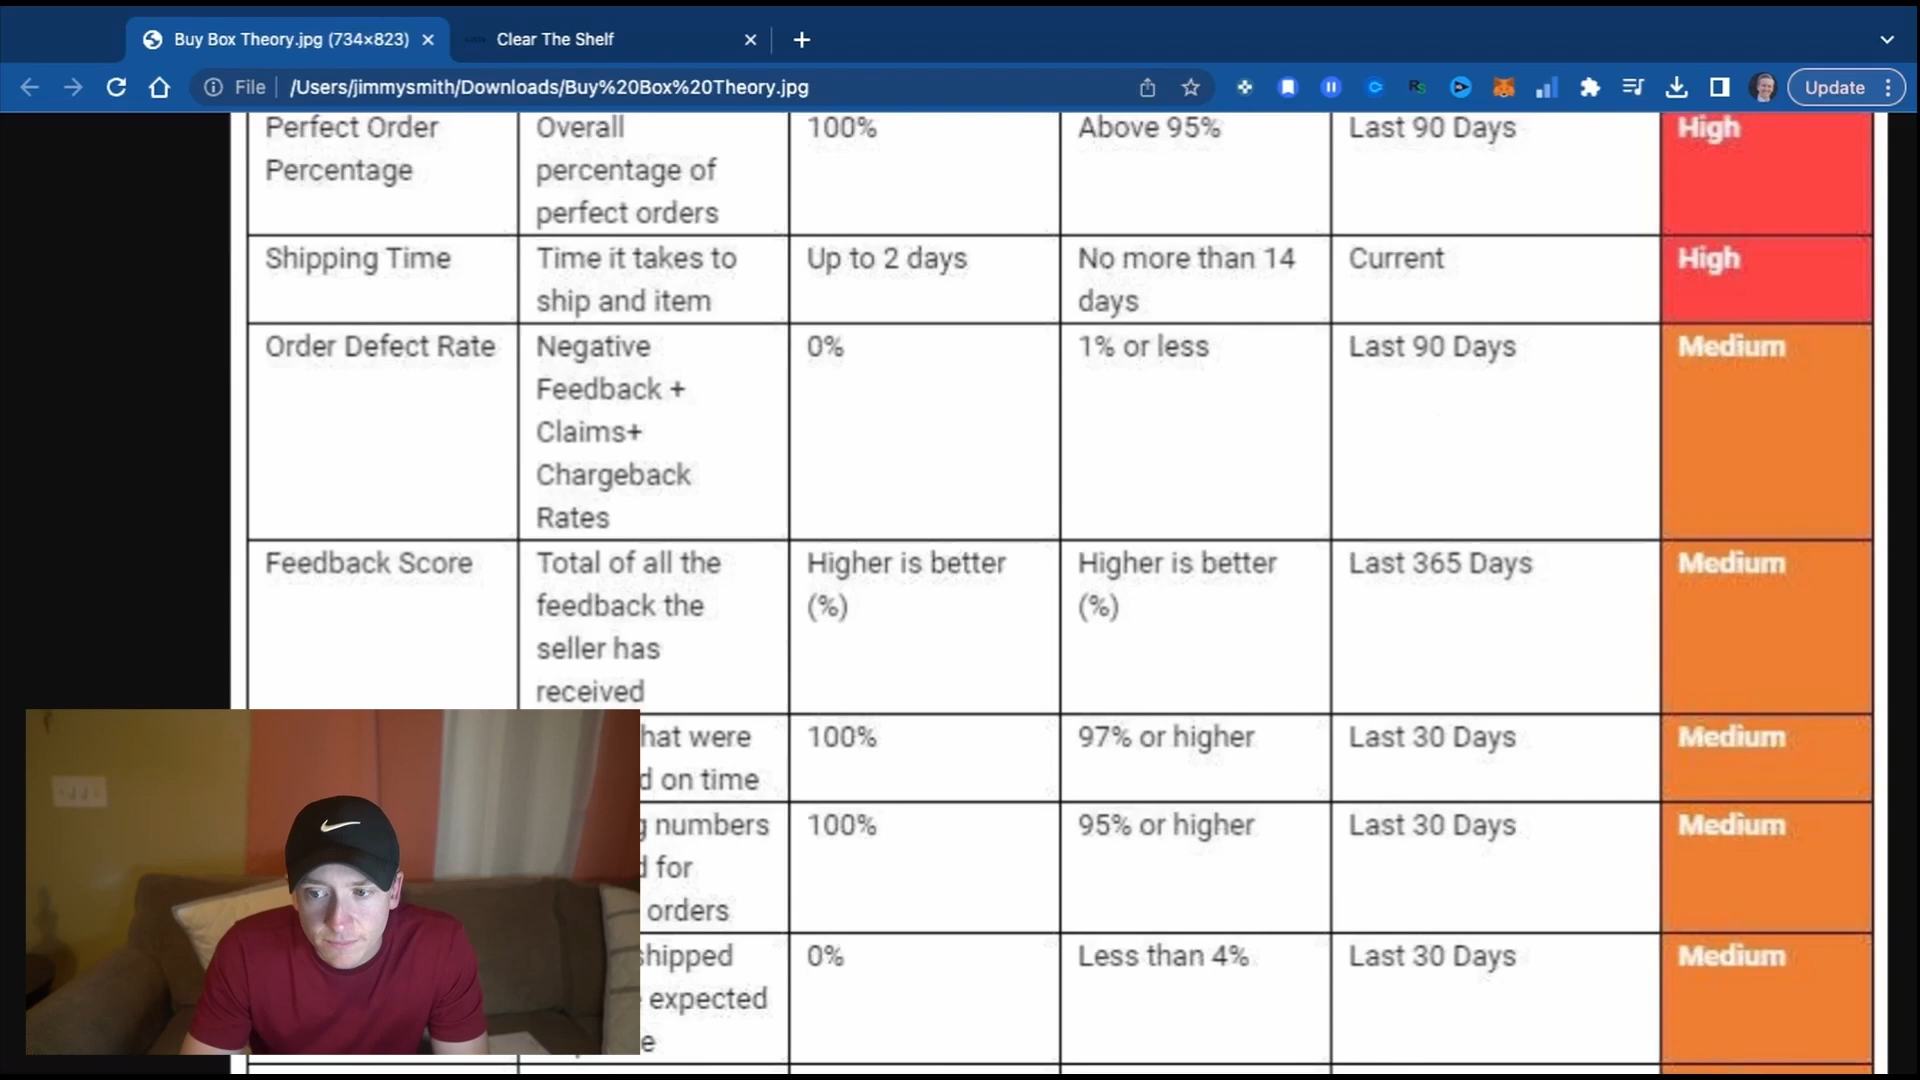 Buy Box Theory.jpg (734×823)
Clear The Shelf
File
/Users/jimmysmith/Downloads/Buy%20Box%20Theory.jpg
Update
Perfect Order
Percentage
Overall
percentage of
perfect orders
100%
Above 95%
Last 90 Days
High
Shipping Time
Time it takes to
ship and item
Up to 2 days
No more than 14
days
Current
High
Order Defect Rate
Negative
Feedback +
Claims+
Chargeback
Rates
0%
1% or less
Last 90 Days
Medium
Feedback Score
Total of all the
feedback the
seller has
received
Higher is better
(%)
Higher is better
(%)
Last 365 Days
Medium
hat were
d on time
100%
97% or higher
Last 30 Days
Medium
numbers
for
orders
100%
95% or higher
Last 30 Days
Medium
shipped
expected
e
0%
Less than 4%
Last 30 Days
Medium